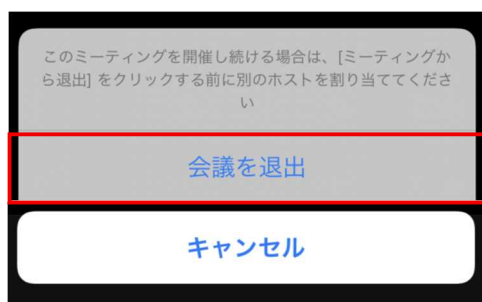 このミーティングを開催し続ける場合は、[ミーティングか
ら退出] をクリックする前に別のホストを割り当ててくださ
い
会議を退出
キャンセル